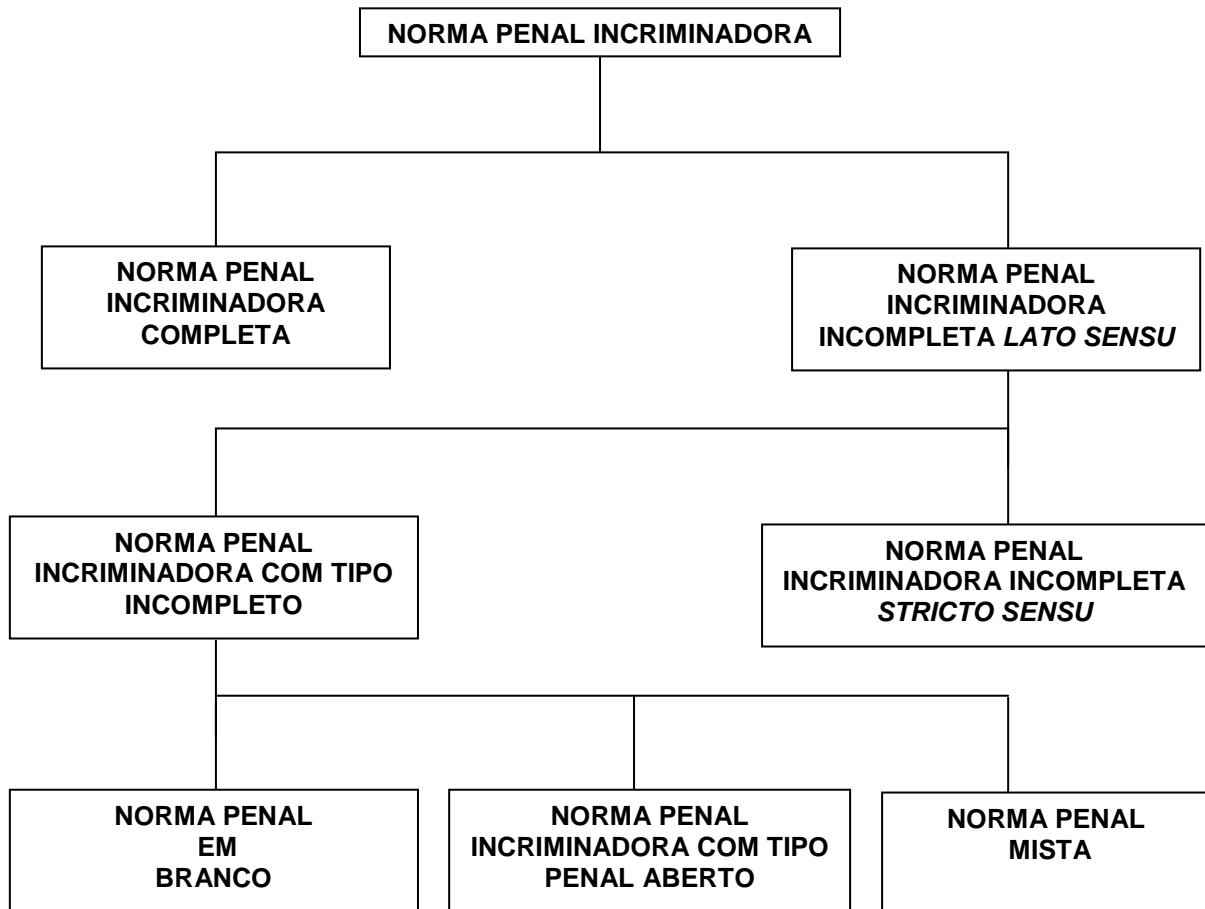 NORMA PENAL INCRIMINADORA
NORMA PENAL
INCRIMINADORA
COMPLETA
NORMA PENAL
INCRIMINADORA
INCOMPLETA LATO SENSU
NORMA PENAL
INCRIMINADORA COM TIPO
INCOMPLETO
NORMA PENAL
INCRIMINADORA INCOMPLETA
STRICTO SENSU
NORMA PENAL
EM
BRANCO
NORMA PENAL
INCRIMINADORA COM TIPO
PENAL ABERTO
NORMA PENAL
MISTA